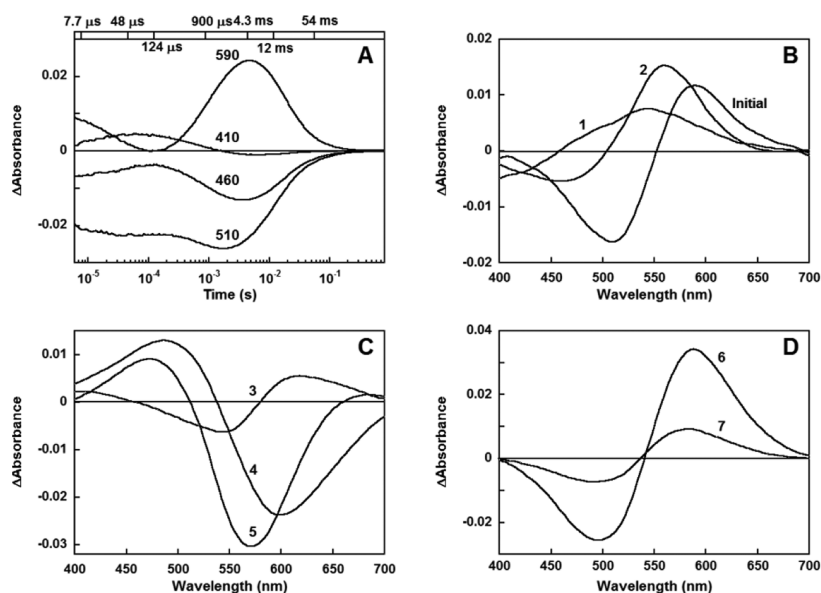 7.7 µs 48 µs 900 µs 4.3 ms 54 ms
124 µs 12 ms
A
590
410
460
510
0.02
0
-0.02
ΔAbsorbance
10⁻⁵ 10⁻⁴ 10⁻³ 10⁻² 10⁻¹
Time (s)
B
2
1
Initial
0.02
0.01
0
-0.01
-0.02
ΔAbsorbance
400 450 500 550 600 650 700
Wavelength (nm)
C
3
4
5
0.01
0
-0.01
-0.02
-0.03
ΔAbsorbance
400 450 500 550 600 650 700
Wavelength (nm)
D
6
7
0.04
0.02
0
-0.02
ΔAbsorbance
400 450 500 550 600 650 700
Wavelength (nm)